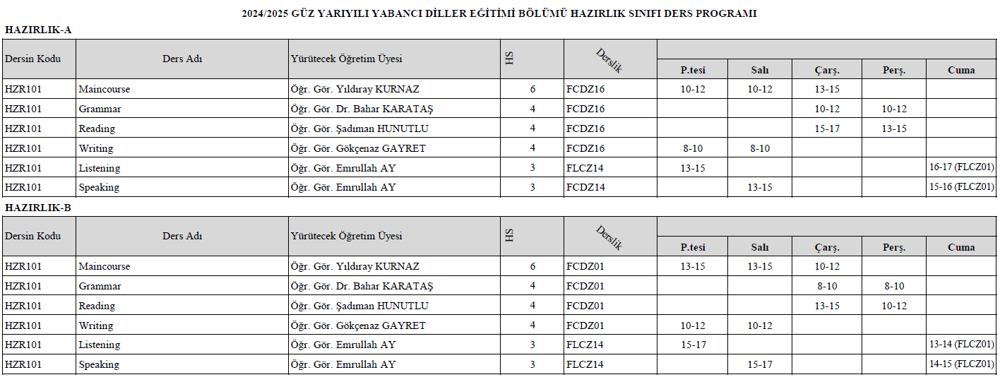 2024/2025 GÜZ YARIYILI YABANCI DİLLER EĞİTİMİ BÖLÜMÜ HAZIRLIK SINIFI DERS PROGRAMI
HAZIRLIK-A
Dersin Kodu Ders Adı Yürütecek Öğretim Üyesi HS Derslik
P.tesi Salı Çarş. Perş. Cuma
HZR101 Maincourse Öğr. Gör. Yıldıray KURNAZ 6 FCDZ16 10-12 10-12 13-15
HZR101 Grammar Öğr. Gör. Dr. Bahar KARATAŞ 4 FCDZ16 10-12 10-12
HZR101 Reading Öğr. Gör. Şadıman HUNUTLU 4 FCDZ16 15-17 13-15
HZR101 Writing Öğr. Gör. Gökçenaz GAYRET 4 FCDZ16 8-10 8-10
HZR101 Listening Öğr. Gör. Emrullah AY 3 FLCZ14 13-15 16-17 (FLCZ01)
HZR101 Speaking Öğr. Gör. Emrullah AY 3 FCDZ14 13-15 15-16 (FLCZ01)
HAZIRLIK-B
Dersin Kodu Ders Adı Yürütecek Öğretim Üyesi HS Derslik
P.tesi Salı Çarş. Perş. Cuma
HZR101 Maincourse Öğr. Gör. Yıldıray KURNAZ 6 FCDZ01 13-15 13-15 10-12
HZR101 Grammar Öğr. Gör. Dr. Bahar KARATAŞ 4 FCDZ01 8-10 8-10
HZR101 Reading Öğr. Gör. Şadıman HUNUTLU 4 FCDZ01 13-15 10-12
HZR101 Writing Öğr. Gör. Gökçenaz GAYRET 4 FCDZ01 10-12 10-12
HZR101 Listening Öğr. Gör. Emrullah AY 3 FLCZ14 15-17 13-14 (FLCZ01)
HZR101 Speaking Öğr. Gör. Emrullah AY 3 FLCZ14 15-17 14-15 (FLCZ01)